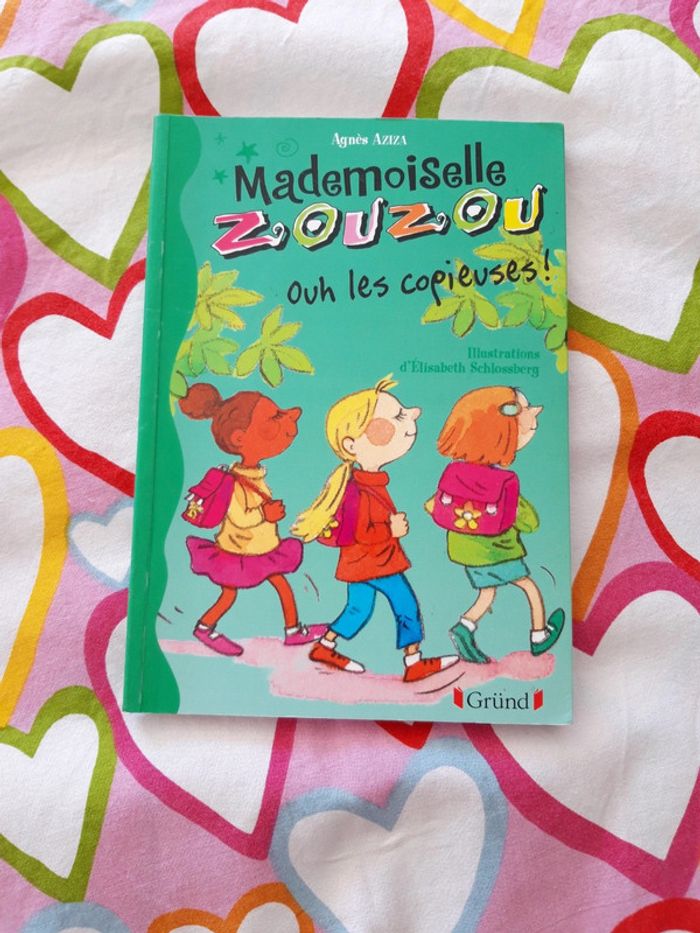 Agnès AZIZA
Mademoiselle
ZOUZOU
Ouh les copieuses!
Illustrations
d'Élisabeth Schlossberg
Gründ